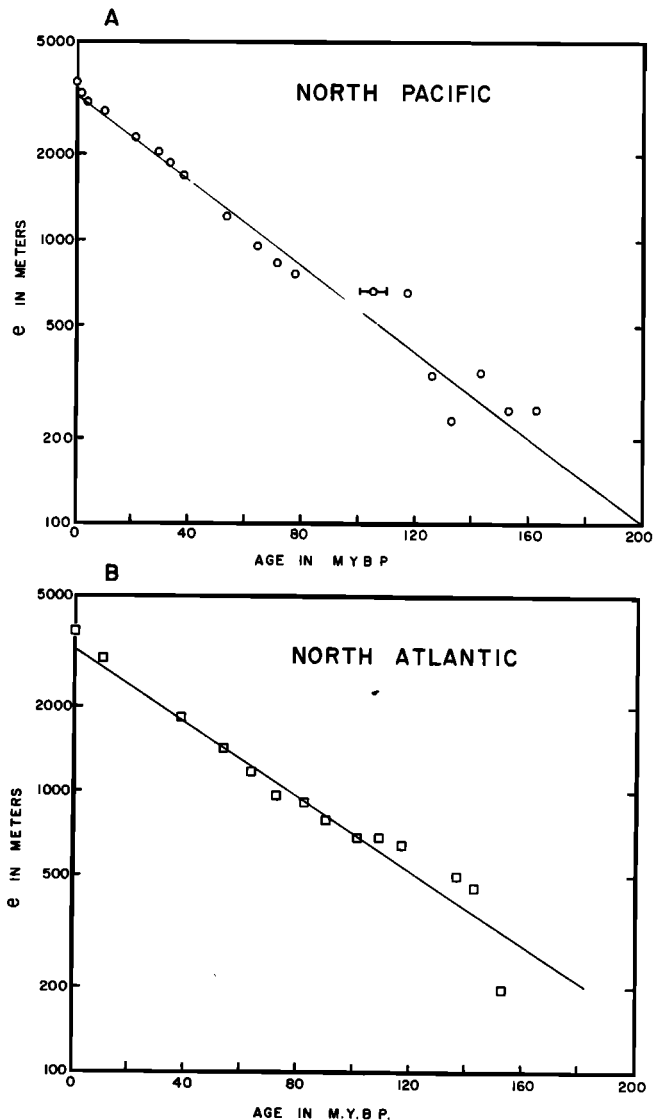 A
NORTH PACIFIC
5000
2000
1000
500
200
100
e IN METERS
0 40 80 120 160 200
AGE IN MYBP
B
NORTH ATLANTIC
5000
2000
1000
500
200
100
e IN METERS
0 40 80 120 160 200
AGE IN M.Y.BP.